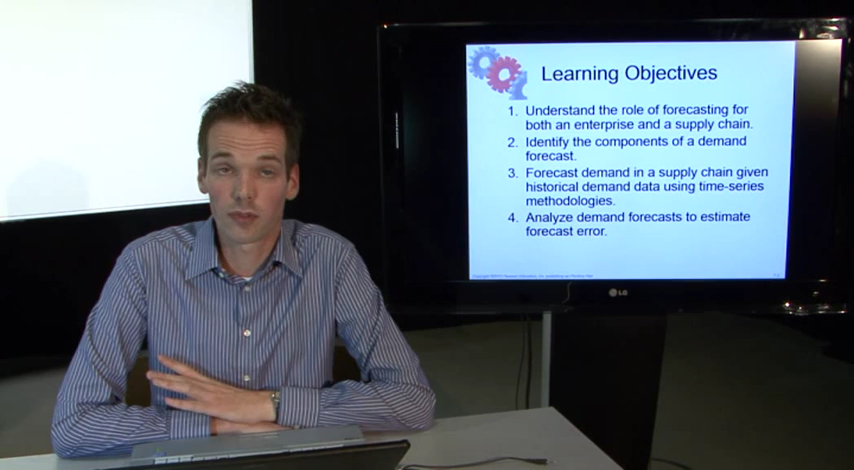 Learning Objectives
1. Understand the role of forecasting for
both an enterprise and a supply chain.
2. Identify the components of a demand
forecast.
3. Forecast demand in a supply chain given
historical demand data using time-series
methodologies.
4. Analyze demand forecasts to estimate
forecast error.
LG